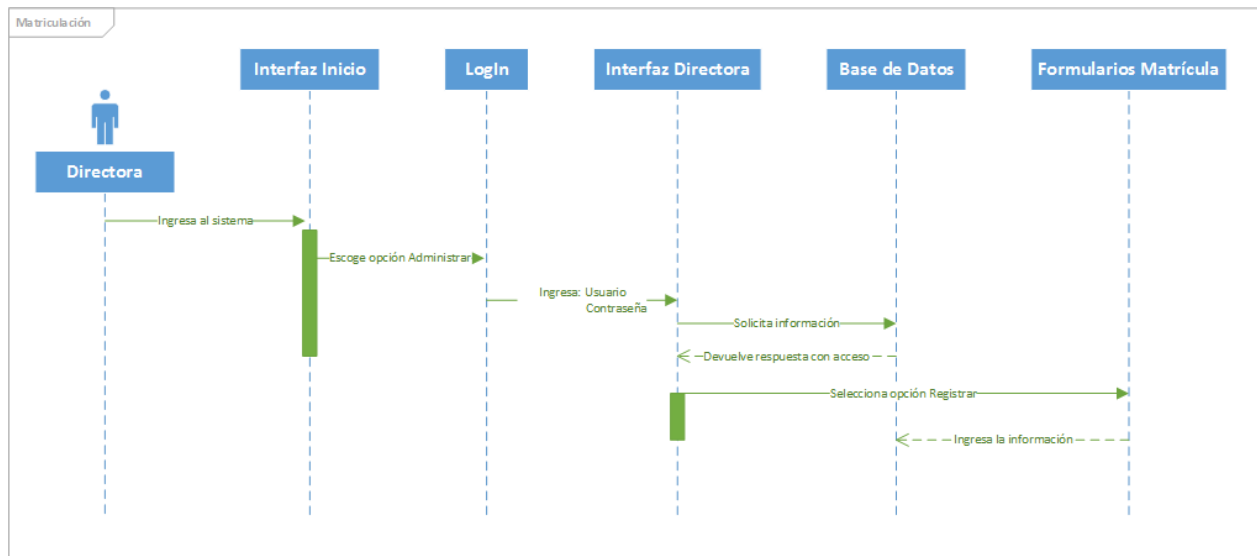 Matriculación
Interfaz Inicio
LogIn
Interfaz Directora
Base de Datos
Formularios Matrícula
Directora
Ingresa al sistema
Escoge opción Administrar
Ingresa: Usuario
Contraseña
Solicita información
Devuelve respuesta con acceso
Selecciona opción Registrar
Ingresa la información